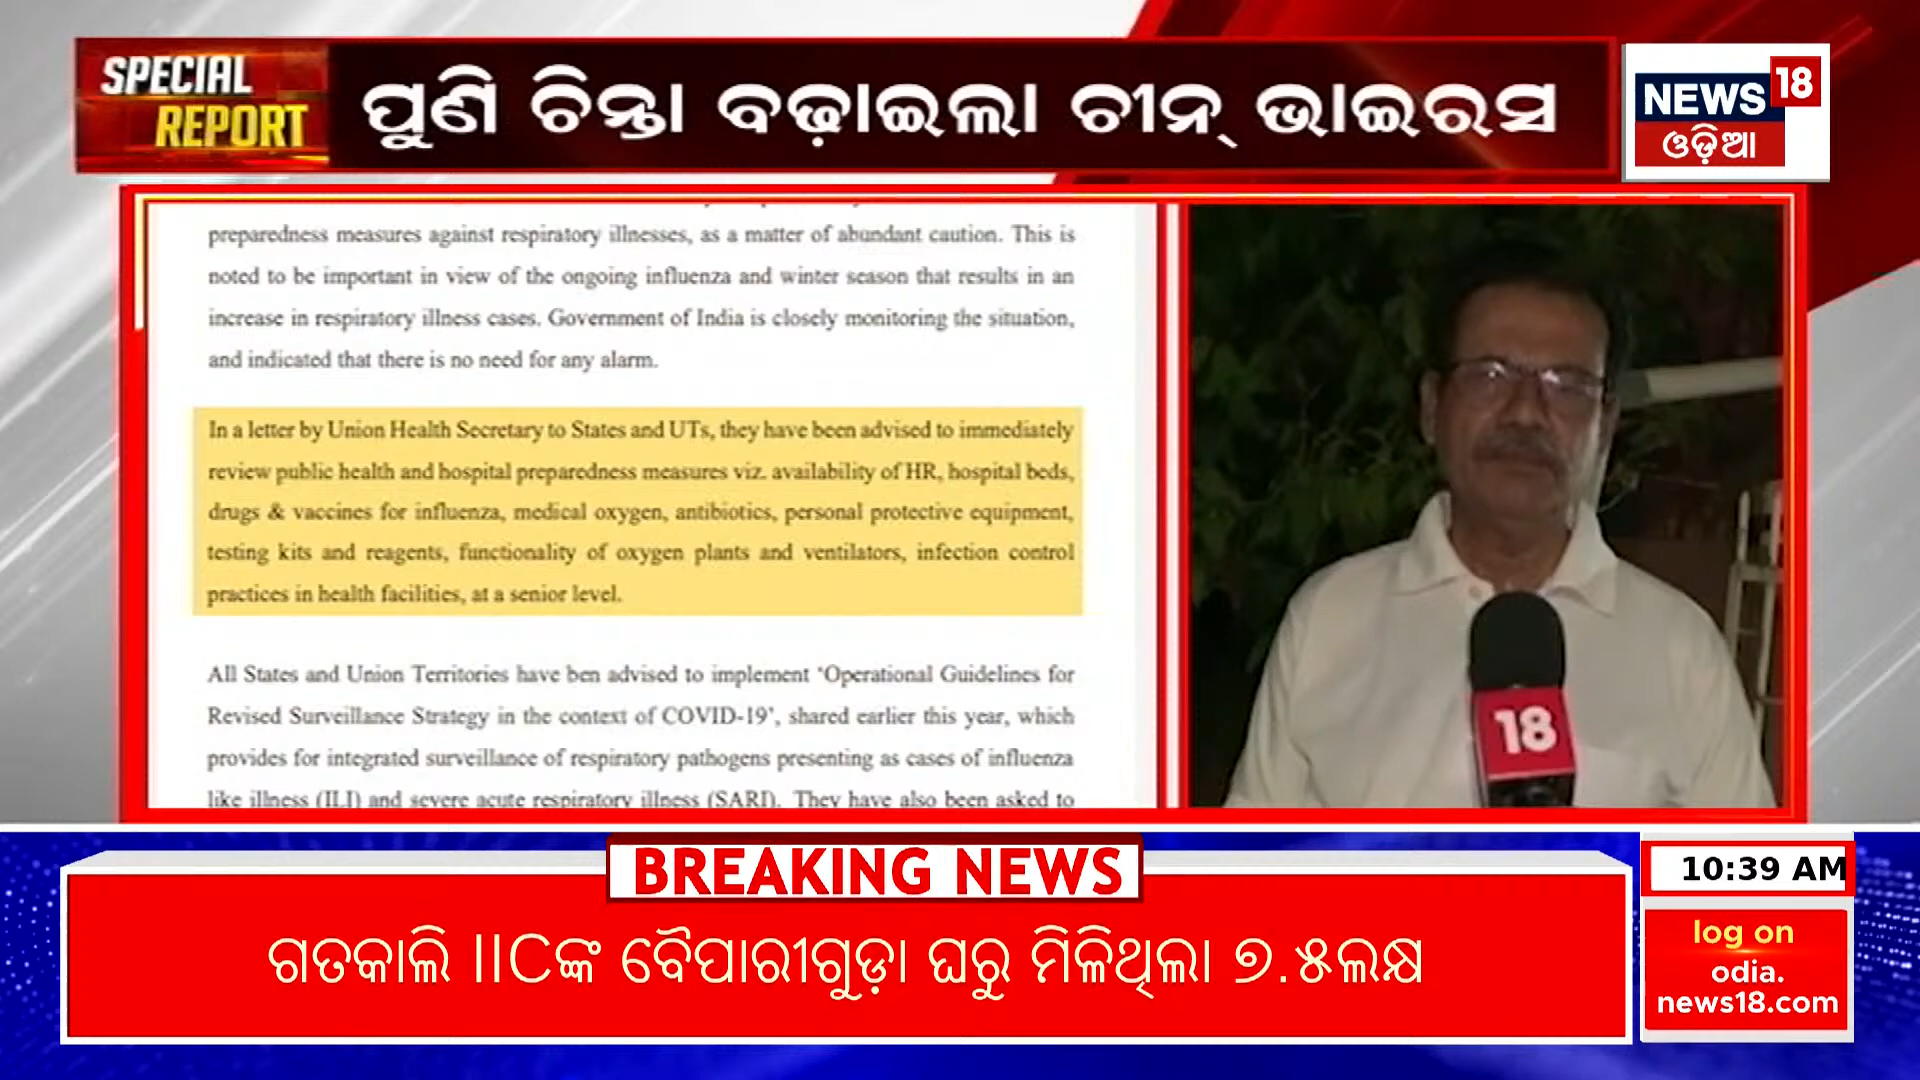 SPECIAL
REPORT
ପୁଣି ଚିନ୍ତା ବଢ଼ାଇଲା ଚୀନ୍ ଭାଇରସ
NEWS 18
ଓଡ଼ିଆ
preparedness measures against respiratory illnesses, as a matter of abundant caution. This is
noted to be important in view of the ongoing influenza and winter season that results in an
increase in respiratory illness cases. Government of India is closely monitoring the situation,
and indicated that there is no need for any alarm.
In a letter by Union Health Secretary to States and UTs, they have been advised to immediately
review public health and hospital preparedness measures viz. availability of HR, hospital beds,
drugs & vaccines for influenza, medical oxygen, antibiotics, personal protective equipment,
testing kits and reagents, functionality of oxygen plants and ventilators, infection control
practices in health facilities, at a senior level.
All States and Union Territories have ben advised to implement ‘Operational Guidelines for
Revised Surveillance Strategy in the context of COVID-19’, shared earlier this year, which
provides for integrated surveillance of respiratory pathogens presenting as cases of influenza
like illness (ILI) and severe acute respiratory illness (SARI). They have also been asked to
18
BREAKING NEWS
ଗତକାଲି IICଙ୍କ ବୈପାରୀଗୁଡ଼ା ଘରୁ ମିଳିଥିଲା ୭.୫ଲକ୍ଷ
10:39 AM
log on
odia.
news18.com